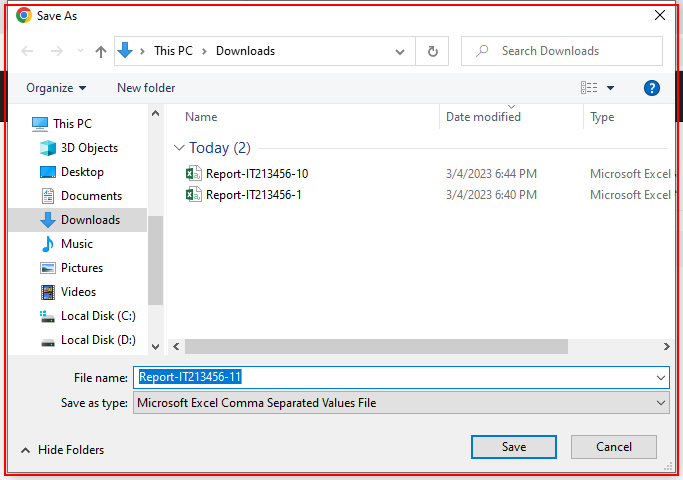 Save As
This PC
Downloads
Search Downloads
Organize
New folder
?
Name
Date modified
Type
This PC
3D Objects
Desktop
Documents
Downloads
Music
Pictures
Videos
Local Disk (C:)
Local Disk (D:)
Today (2)
Report-IT213456-10 3/4/2023 6:44 PM Microsoft Excel
Report-IT213456-1 3/4/2023 6:40 PM Microsoft Excel
File name: Report-IT213456-11
Save as type: Microsoft Excel Comma Separated Values File
Hide Folders
Save
Cancel